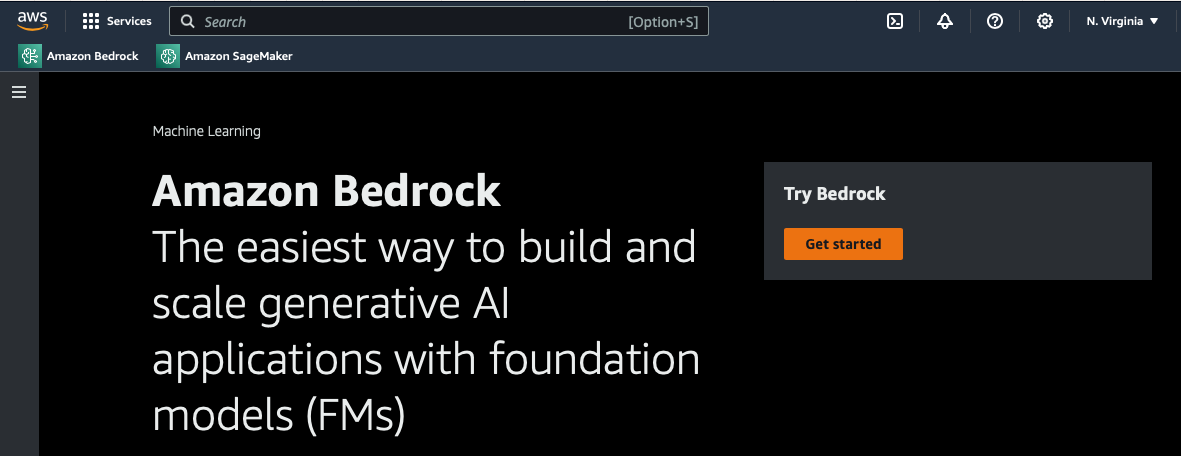 aws
Services
Search [Option+S]
N. Virginia
Amazon Bedrock
Amazon SageMaker
Machine Learning
Amazon Bedrock
The easiest way to build and
scale generative AI
applications with foundation
models (FMs)
Try Bedrock
Get started